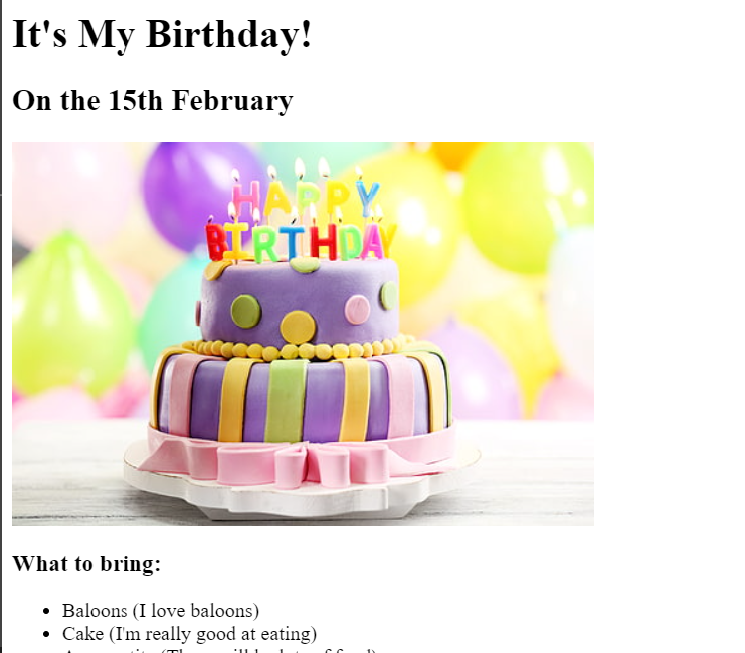 It's My Birthday!
On the 15th February
HAPPY
BIRTHDAY
What to bring:
Baloons (I love baloons)
Cake (I'm really good at eating)